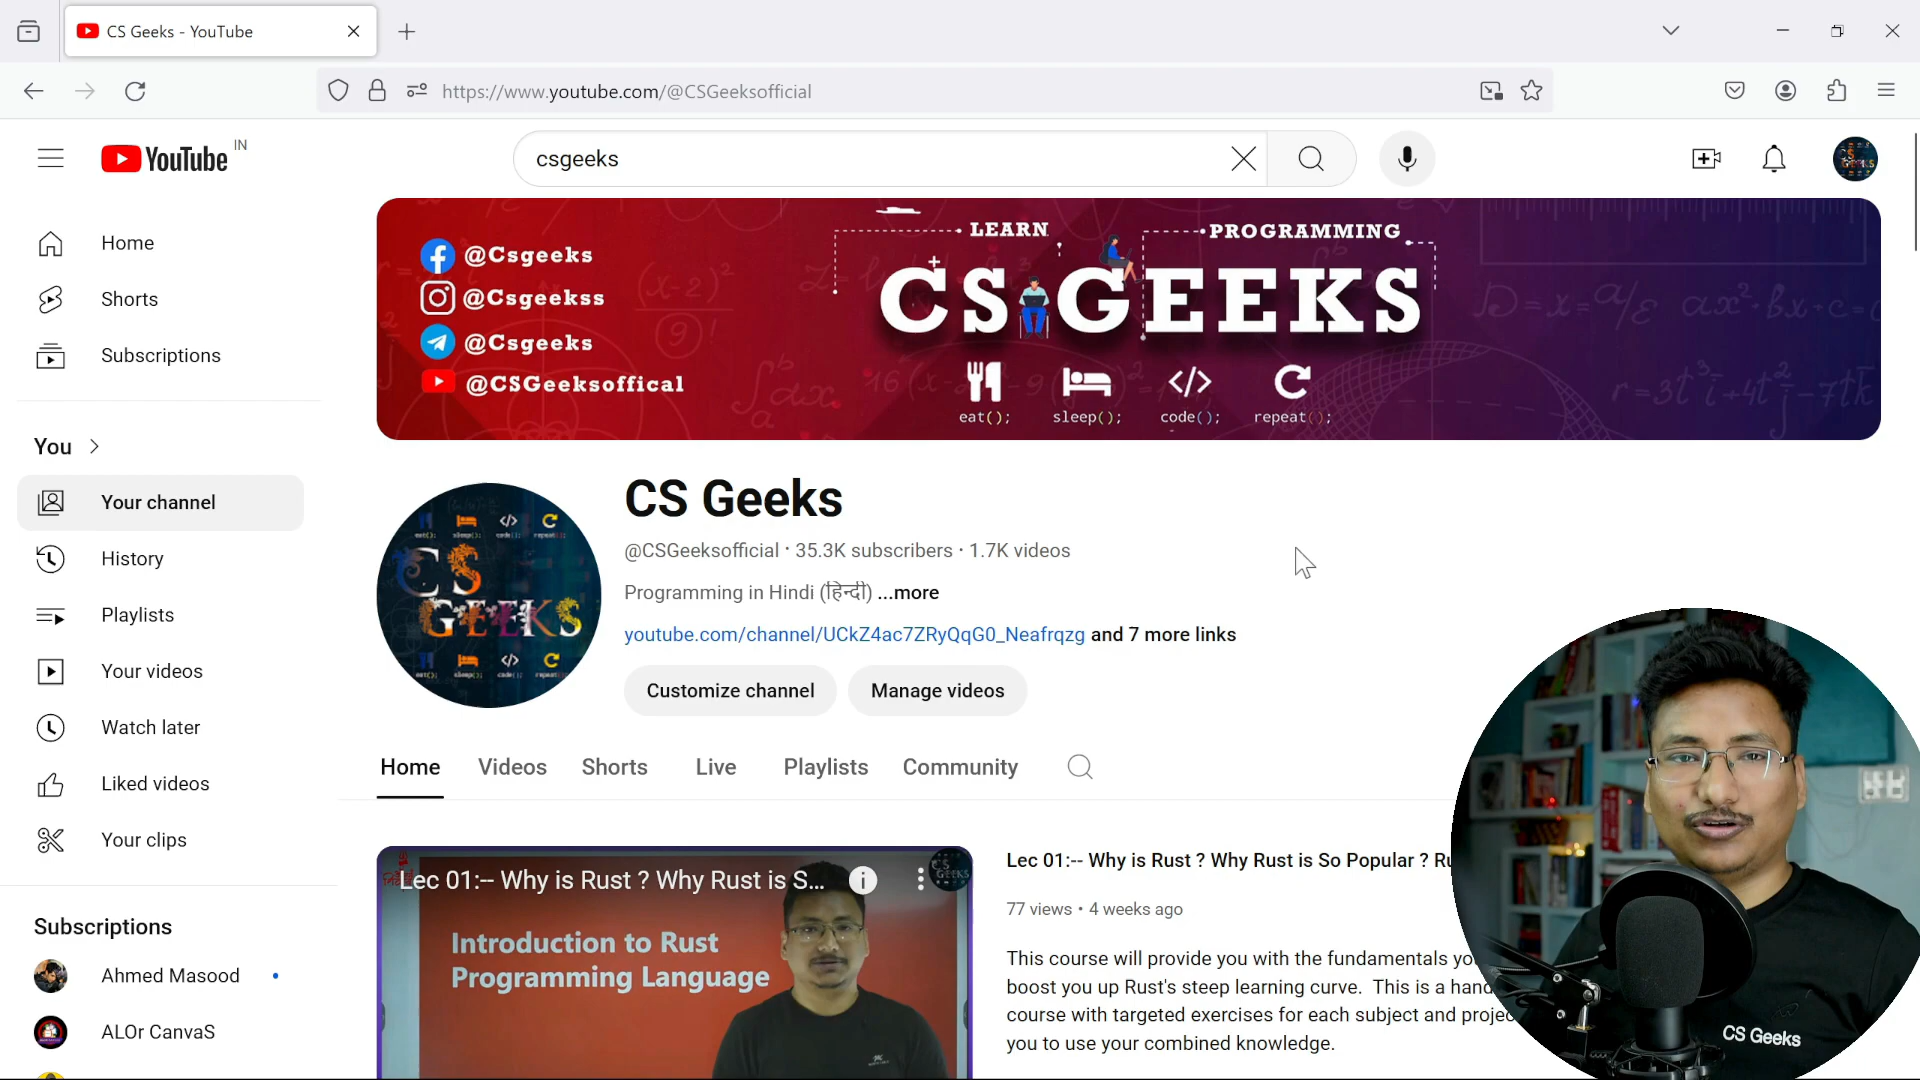 CS Geeks - YouTube
https://www.youtube.com/@CSGeeksofficial
YouTube IN
csgeeks
Home
Shorts
Subscriptions
You
Your channel
History
Playlists
Your videos
Watch later
Liked videos
Your clips
Subscriptions
Ahmed Masood
ALOr CanvaS
@Csgeeks
@Csgeekss
@Csgeeks
@CSGeeksoffical
LEARN PROGRAMMING
CS GEEKS
eat(); sleep(); code(); repeat();
CS GEEKS
CS Geeks
@CSGeeksofficial · 35.3K subscribers · 1.7K videos
Programming in Hindi (हिन्दी) ...more
youtube.com/channel/UCkZ4ac7ZRyQqG0_Neafrqzg and 7 more links
Customize channel
Manage videos
Home Videos Shorts Live Playlists Community
Lec 01:-- Why is Rust ? Why Rust is S...
Introduction to Rust
Programming Language
Lec 01:-- Why is Rust ? Why Rust is So Popular ?
77 views • 4 weeks ago
This course will provide you with the fundamentals
boost you up Rust's steep learning curve. This is a
course with targeted exercises for each subject and
you to use your combined knowledge.
CS Geeks